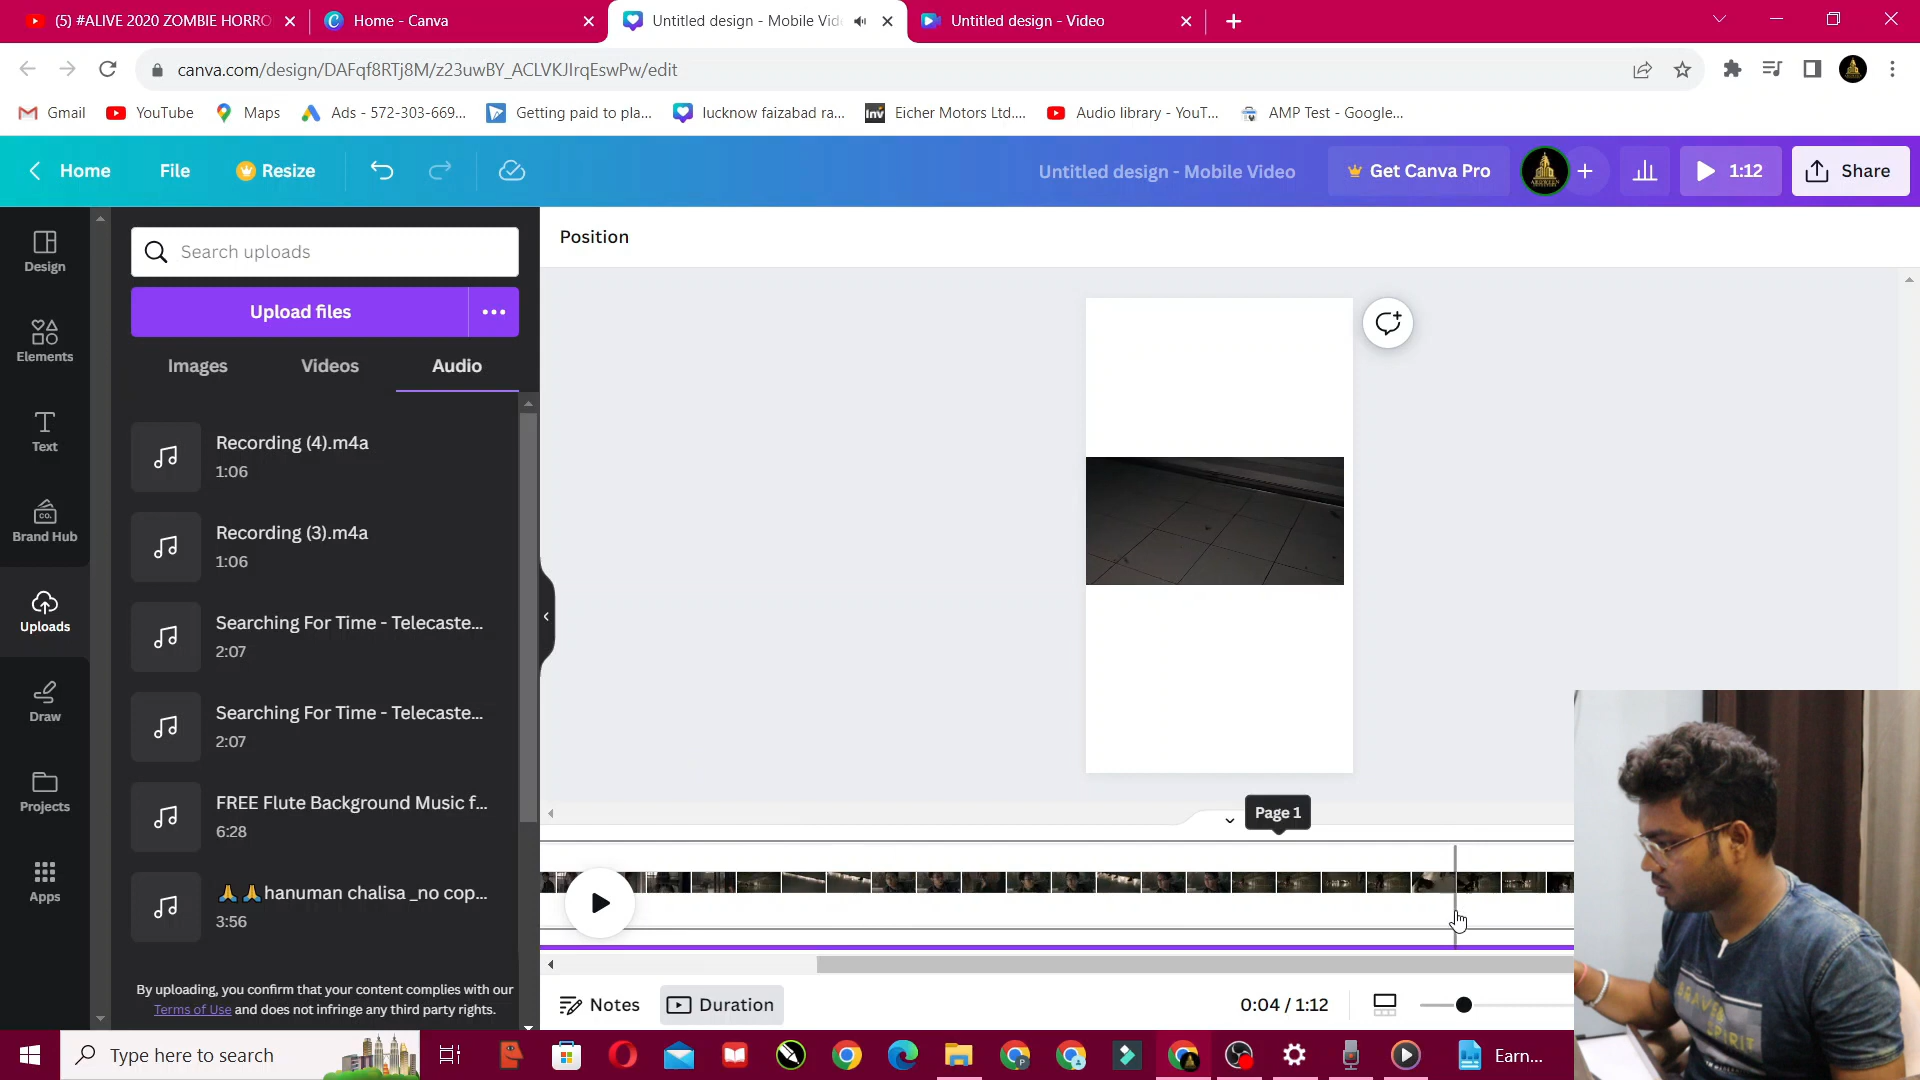 (5) #ALIVE 2020 ZOMBIE HORRO
Home - Canva
Untitled design - Mobile Vid
Untitled design - Video
canva.com/design/DAFqf8RTj8M/z23uwBY_ACLVKJIrqEswPw/edit
Gmail
YouTube
Maps
Ads - 572-303-669...
Getting paid to pla...
lucknow faizabad ra...
Inv
Eicher Motors Ltd....
Audio library - YouT...
AMP Test - Google...
Home
File
Resize
Untitled design - Mobile Video
Get Canva Pro
1:12
Share
Design
Elements
Text
CO.
Brand Hub
Uploads
Draw
Projects
Apps
Search uploads
Upload files
Images
Videos
Audio
Recording (4).m4a
1:06
Recording (3).m4a
1:06
Searching For Time - Telecaste...
2:07
Searching For Time - Telecaste...
2:07
FREE Flute Background Music f...
6:28
🙏🙏hanuman chalisa _no cop...
3:56
By uploading, you confirm that your content complies with our
Terms of Use and does not infringe any third party rights.
Position
Page 1
Notes
Duration
0:04 / 1:12
Type here to search
Earn...